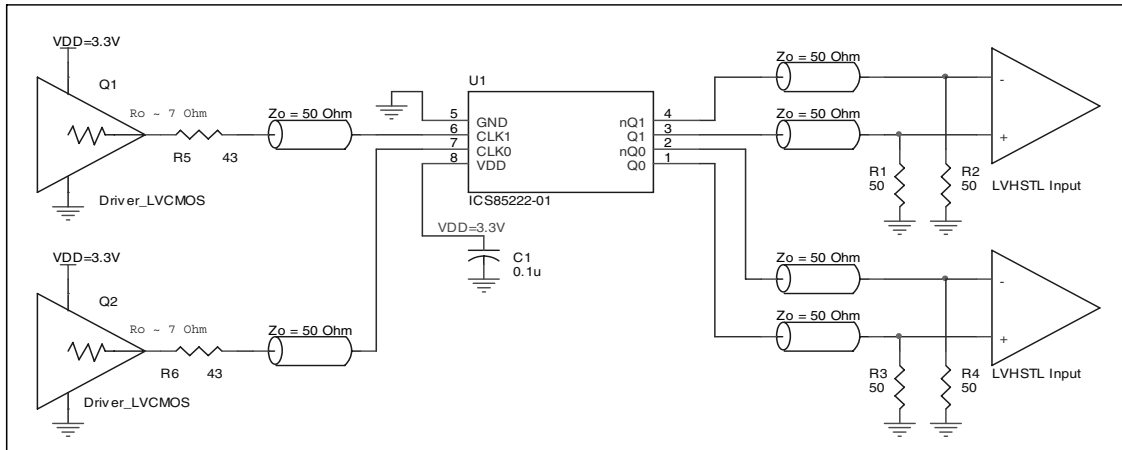 VDD=3.3V
Q1
Ro ~ 7 Ohm
R5 43
Driver_LVCMOS
Zo = 50 Ohm
VDD=3.3V
Q2
Ro ~ 7 Ohm
R6 43
Driver_LVCMOS
Zo = 50 Ohm
U1
5 GND
6 CLK1
7 CLK0
8 VDD
nQ1 4
Q1 3
nQ0 2
Q0 1
ICS85222-01
VDD=3.3V
C1
0.1u
Zo = 50 Ohm
Zo = 50 Ohm
-
+
R1
50
R2
50
LVHSTL Input
Zo = 50 Ohm
Zo = 50 Ohm
-
+
R3
50
R4
50
LVHSTL Input